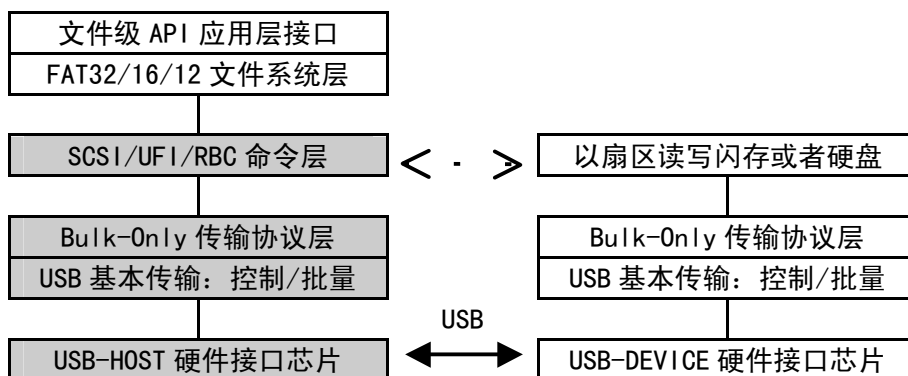 文件级 API 应用层接口
FAT32/16/12 文件系统层
SCSI/UFI/RBC 命令层
以扇区读写闪存或者硬盘
Bulk-Only 传输协议层
USB 基本传输：控制/批量
Bulk-Only 传输协议层
USB 基本传输：控制/批量
USB
USB-HOST 硬件接口芯片
USB-DEVICE 硬件接口芯片